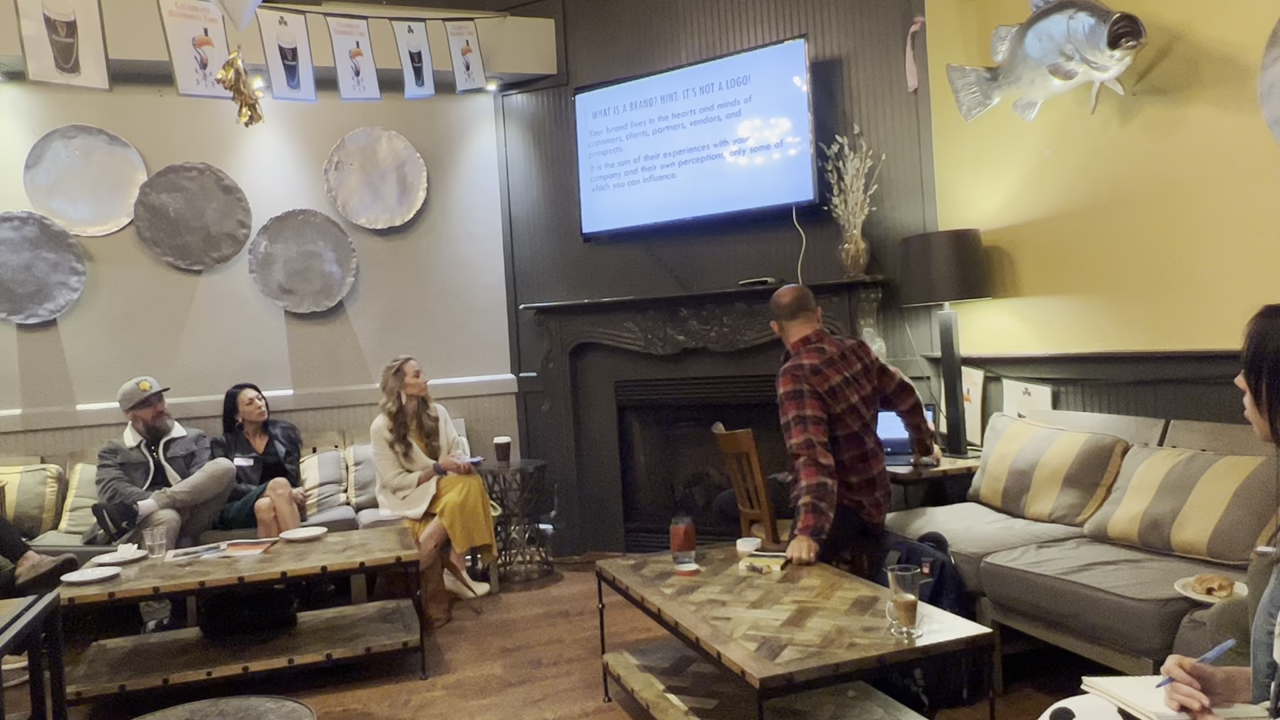 WHAT IS A BRAND? HINT: IT'S NOT A LOGO!
Your brand lives in the hearts and minds of
customers, clients, partners, vendors, and
prospects.
It is the sum of their experiences with your
company and their own perceptions, only some of
which you can influence.